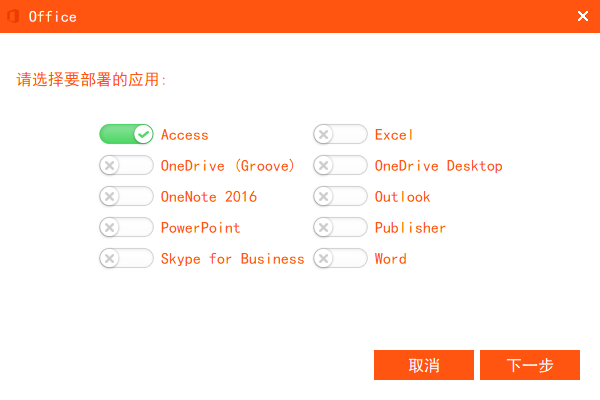 Office
请选择要部署的应用:
Access
Excel
OneDrive (Groove)
OneDrive Desktop
OneNote 2016
Outlook
PowerPoint
Publisher
Skype for Business
Word
取消
下一步